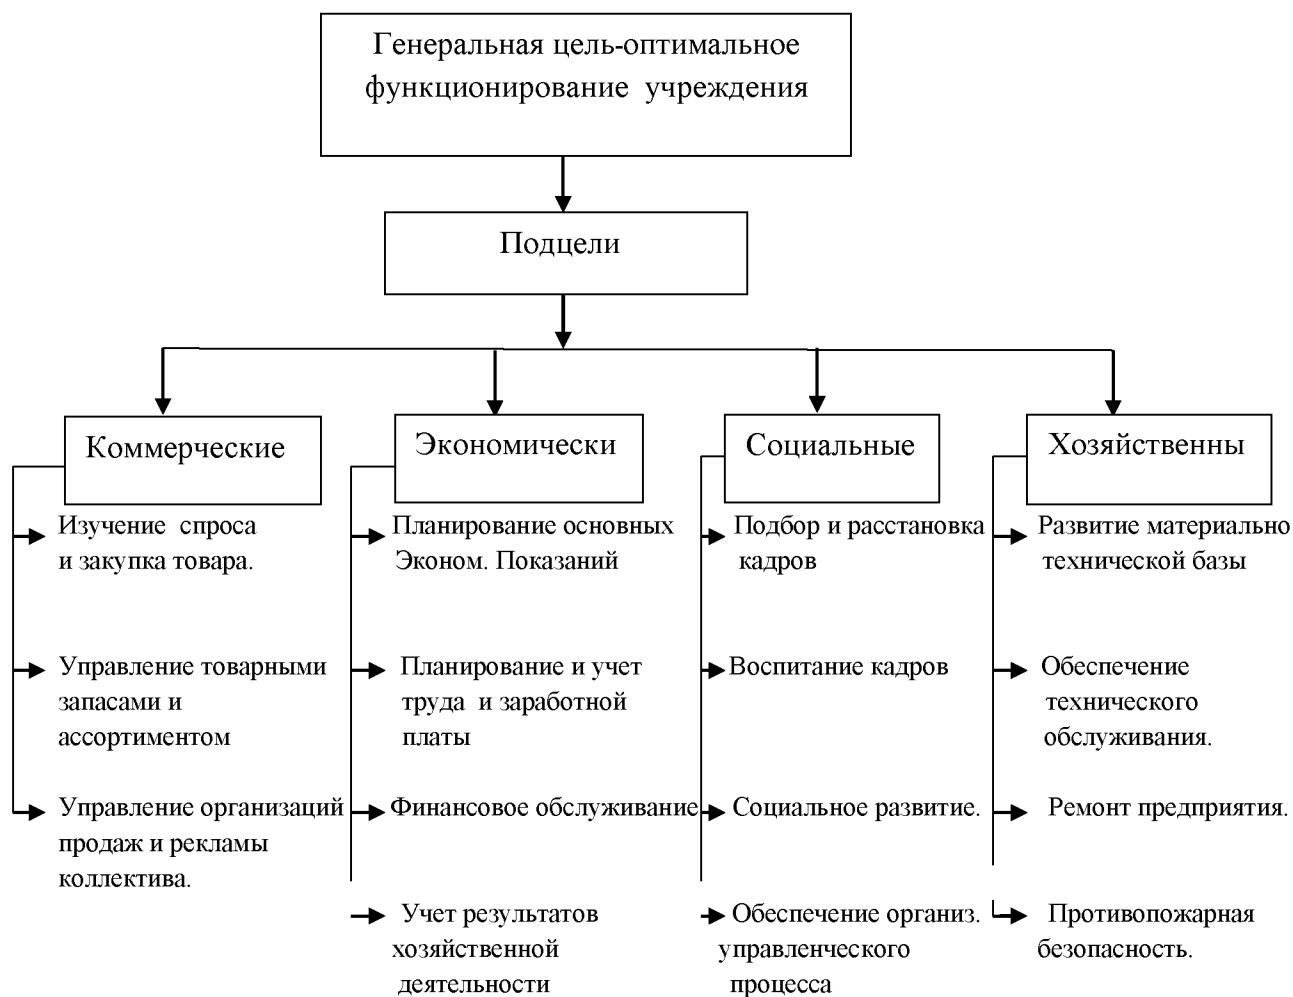 Генеральная цель-оптимальное
функционирование учреждения
Подцели
Коммерческие
Изучение спроса
и закупка товара.
Управление товарными
запасами и
ассортиментом
Управление организаций
продаж и рекламы
коллектива.
Экономически
Планирование основных
Эконом. Показаний
Планирование и учет
труда и заработной
платы
Финансовое обслуживание
Учет результатов
хозяйственной
деятельности
Социальные
Подбор и расстановка
кадров
Воспитание кадров
Социальное развитие.
Обеспечение организ.
управленческого
процесса
Хозяйственны
Развитие материально
технической базы
Обеспечение
технического
обслуживания.
Ремонт предприятия.
Противопожарная
безопасность.